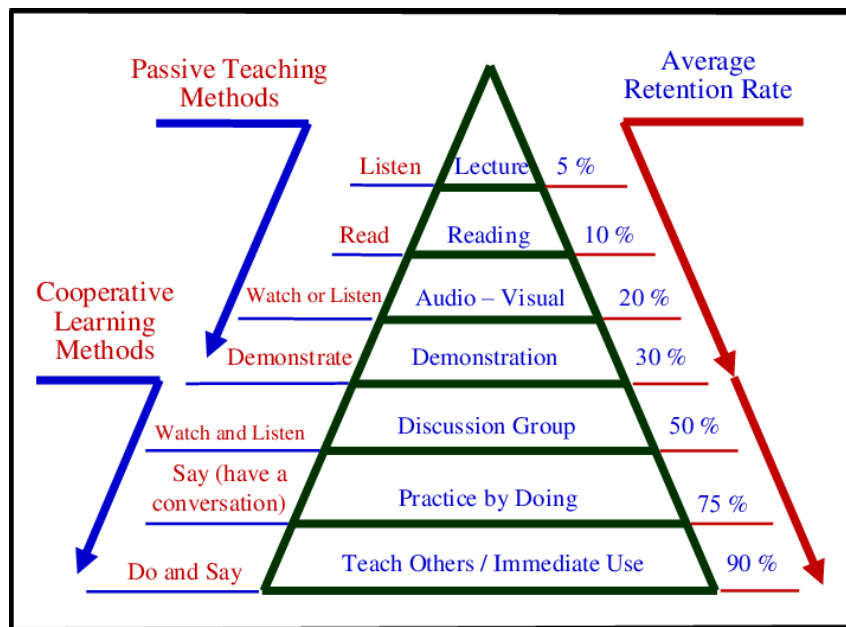 Passive Teaching
Methods
Average
Retention Rate
Listen Lecture 5 %
Read Reading 10 %
Cooperative
Learning
Methods
Watch or Listen Audio – Visual 20 %
Demonstrate Demonstration 30 %
Watch and Listen Discussion Group 50 %
Say (have a
conversation) Practice by Doing 75 %
Do and Say Teach Others / Immediate Use 90 %